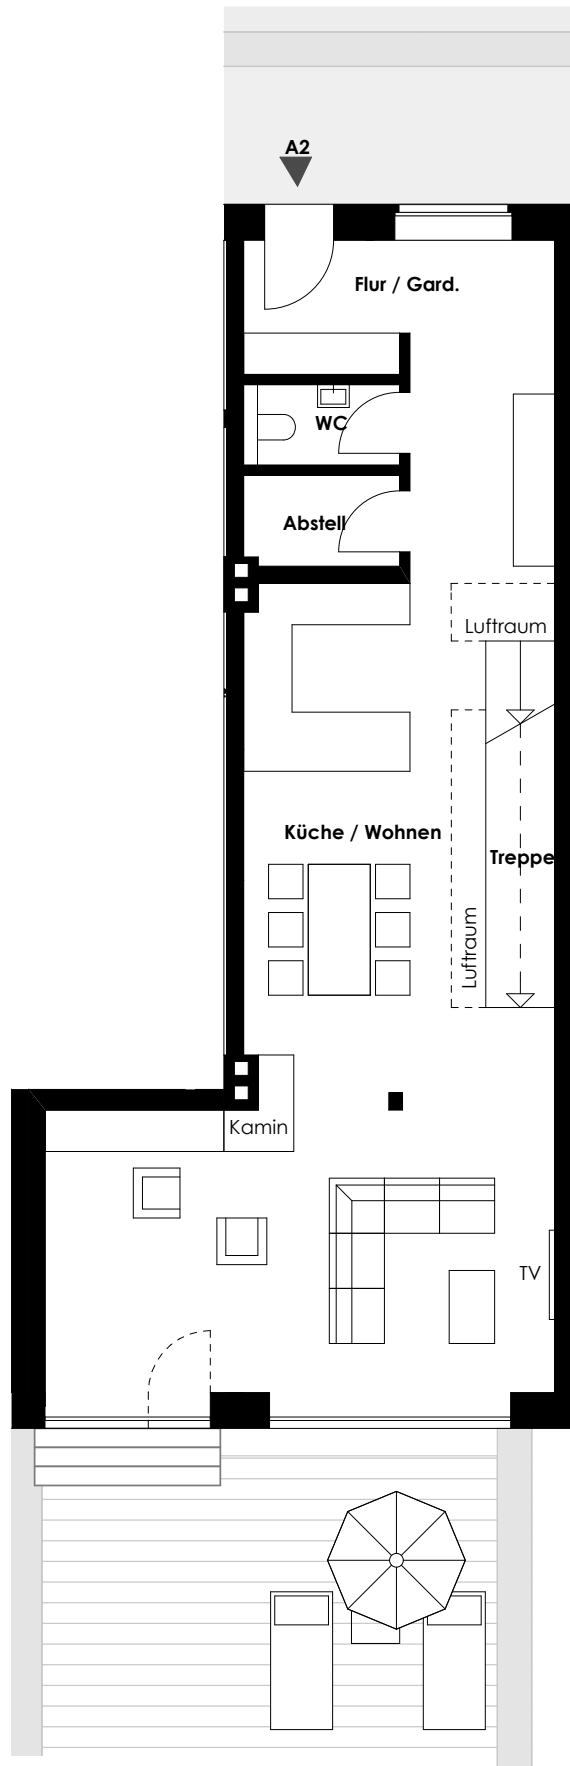 A2
Flur / Gard.
WC
Abstell
Luftraum
Küche / Wohnen
Treppe
Luftraum
Kamin
TV